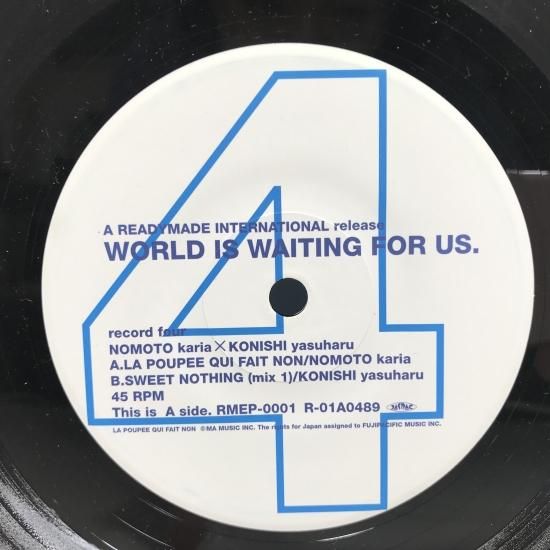 4
A READYMADE INTERNATIONAL release
WORLD IS WAITING FOR US.
record four
NOMOTO karia×KONISHI yasuharu
A.LA POUPEE QUI FAIT NON/NOMOTO karia
B.SWEET NOTHING (mix 1)/KONISHI yasuharu
45 RPM
This is A side. RMEP-0001 R-01A0489 JASRAC
LA POUPEE QUI FAIT NON ©MA MUSIC INC. The rights for Japan assigned to FUJIPACIFIC MUSIC INC.